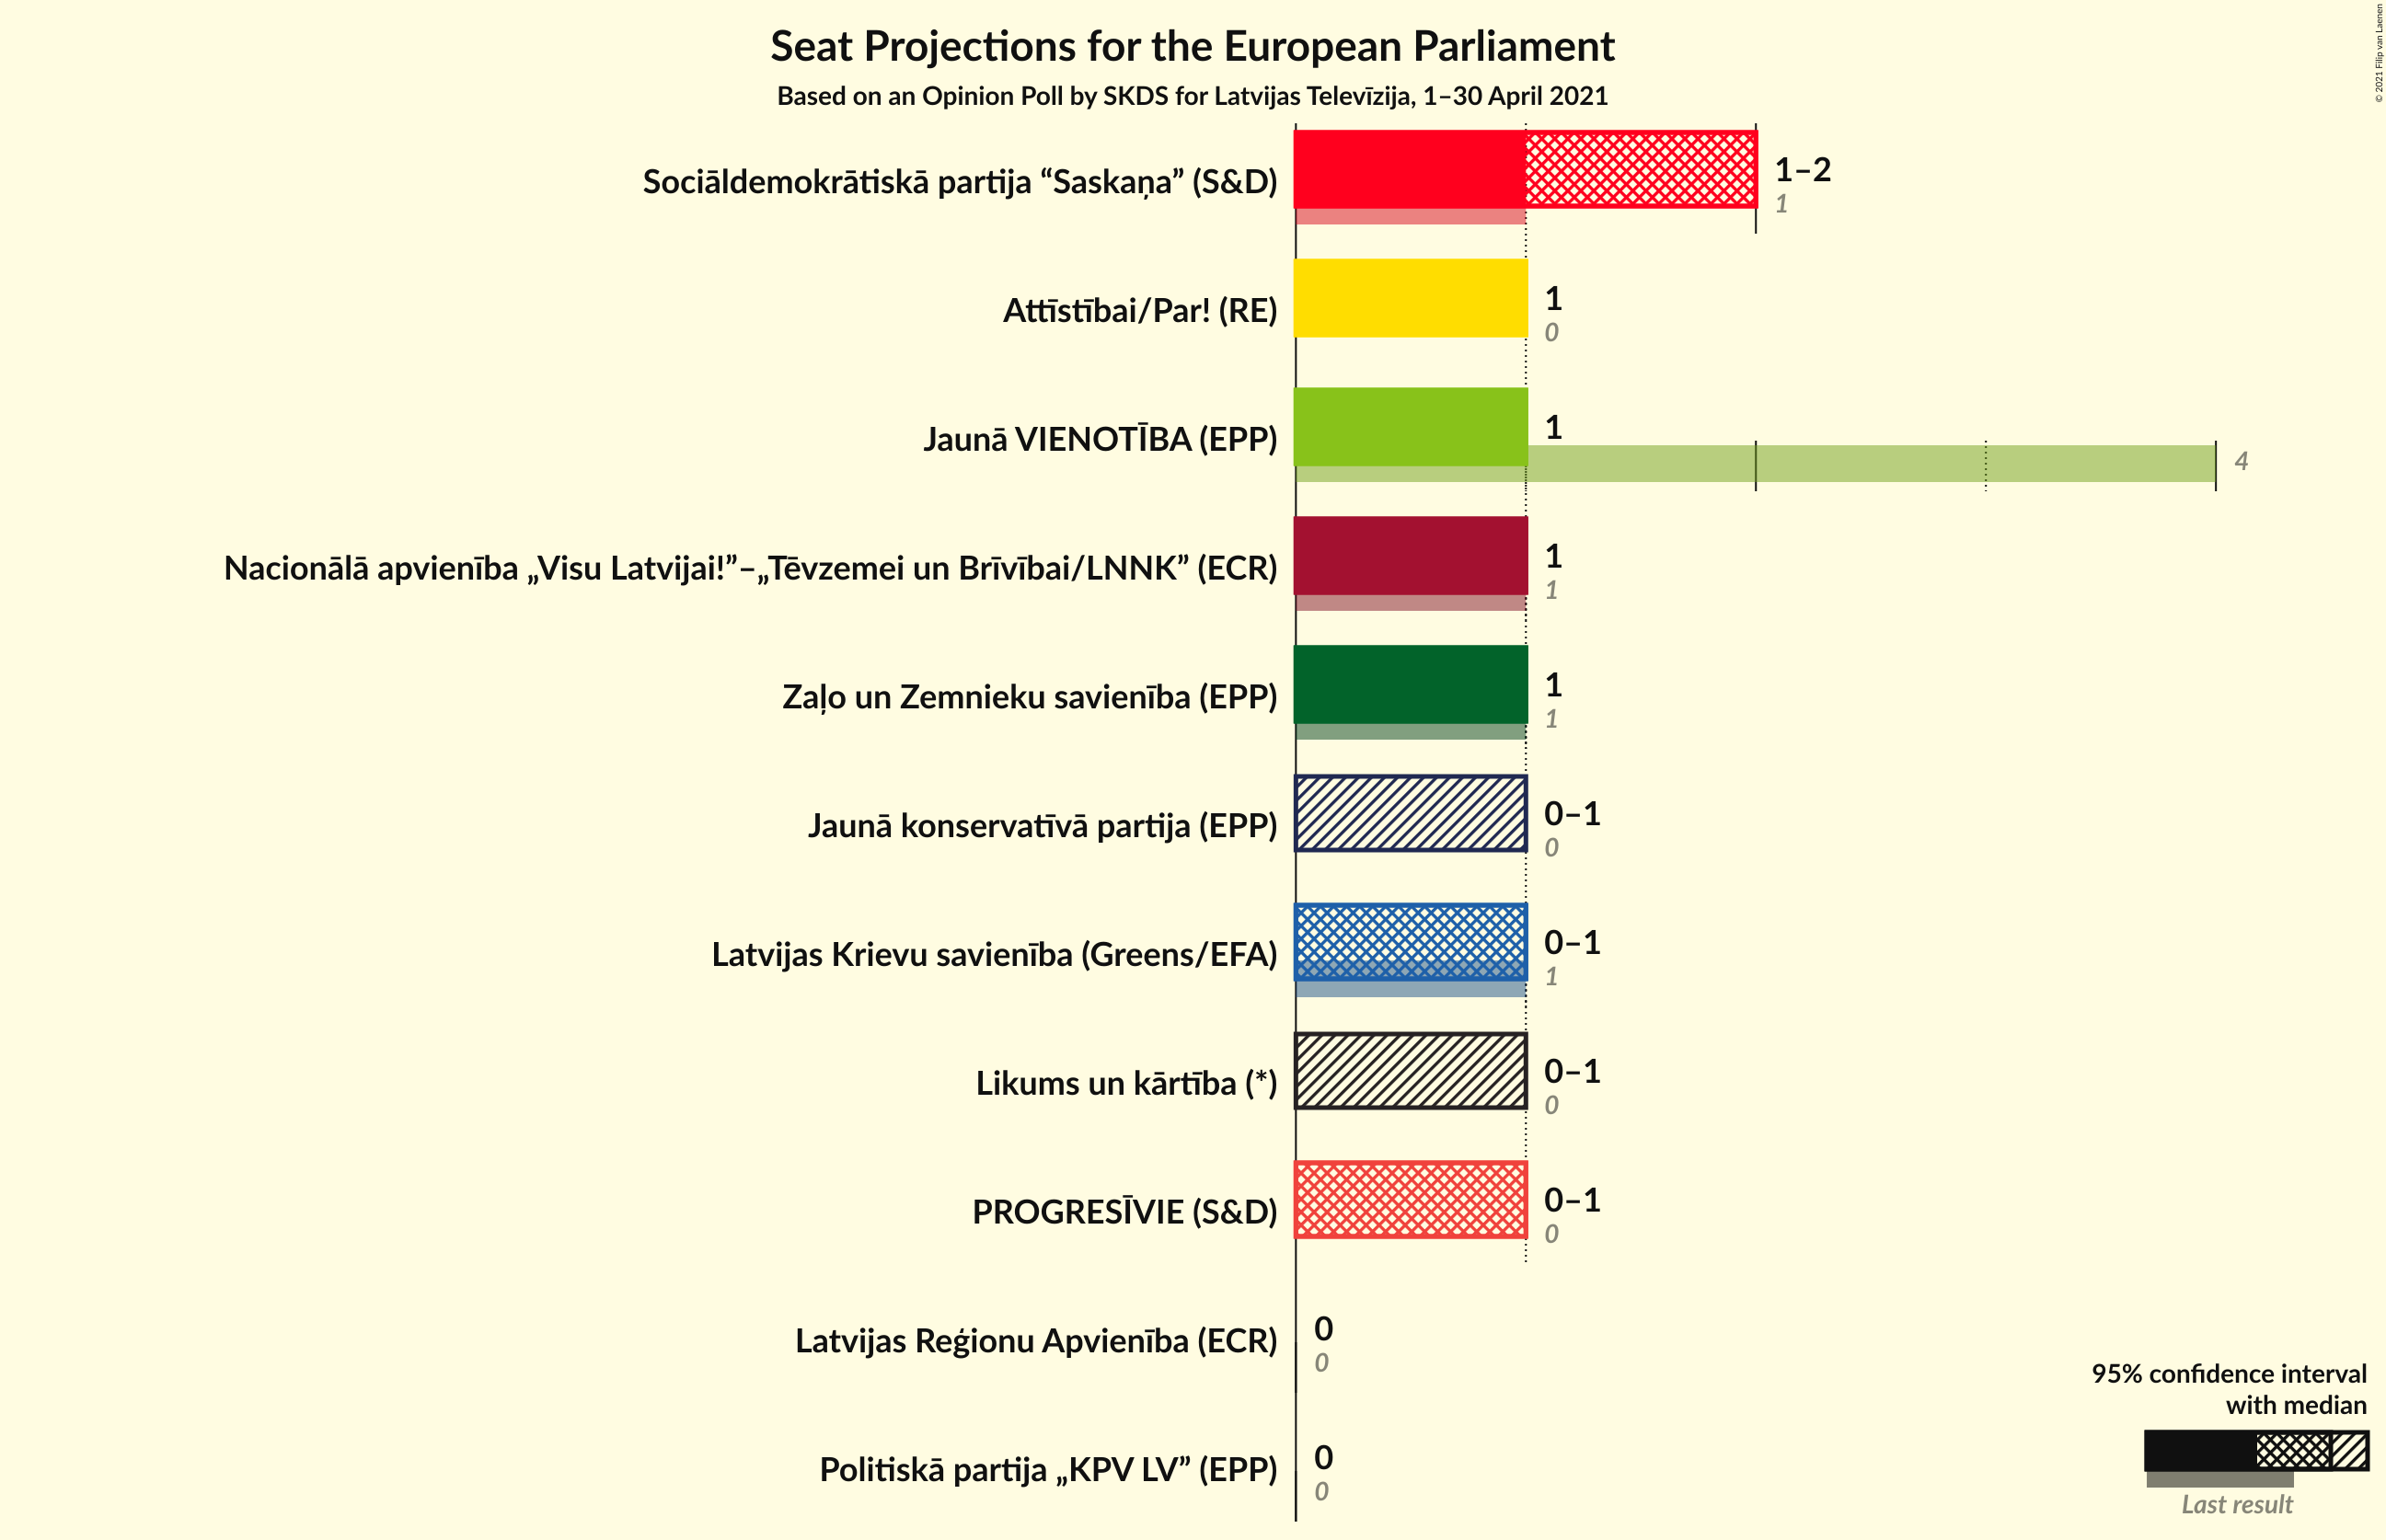 Seat Projections for the European Parliament
Based on an Opinion Poll by SKDS for Latvijas Televīzija, 1–30 April 2021
© 2021 Filip van Laenen
Sociāldemokrātiskā partija “Saskaņa” (S&D)
1–2
1
Attīstībai/Par! (RE)
1
0
Jaunā VIENOTĪBA (EPP)
1
4
Nacionālā apvienība „Visu Latvijai!”–„Tēvzemei un Brīvībai/LNNK” (ECR)
1
1
Zaļo un Zemnieku savienība (EPP)
1
1
Jaunā konservatīvā partija (EPP)
0–1
0
Latvijas Krievu savienība (Greens/EFA)
0–1
1
Likums un kārtība (*)
0–1
0
PROGRESĪVIE (S&D)
0–1
0
Latvijas Reģionu Apvienība (ECR)
0
0
Politiskā partija „KPV LV” (EPP)
0
0
95% confidence interval
with median
Last result